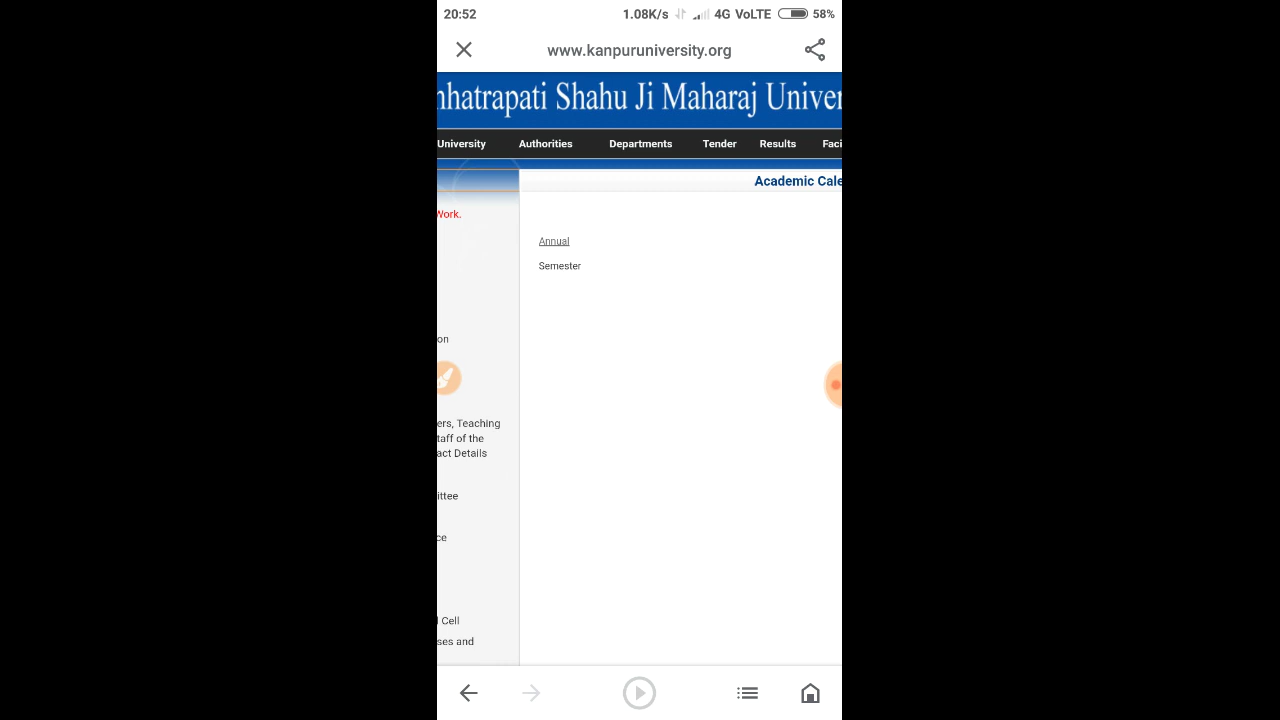 20:52 1.08K/s 4G VoLTE 58%
www.kanpuruniversity.org
hhatrapati Shahu Ji Maharaj Univer
University Authorities Departments Tender Results Faci
Academic Cale
Work.
Annual
Semester
on
ers, Teaching
taff of the
act Details
ittee
ce
l Cell
ses and